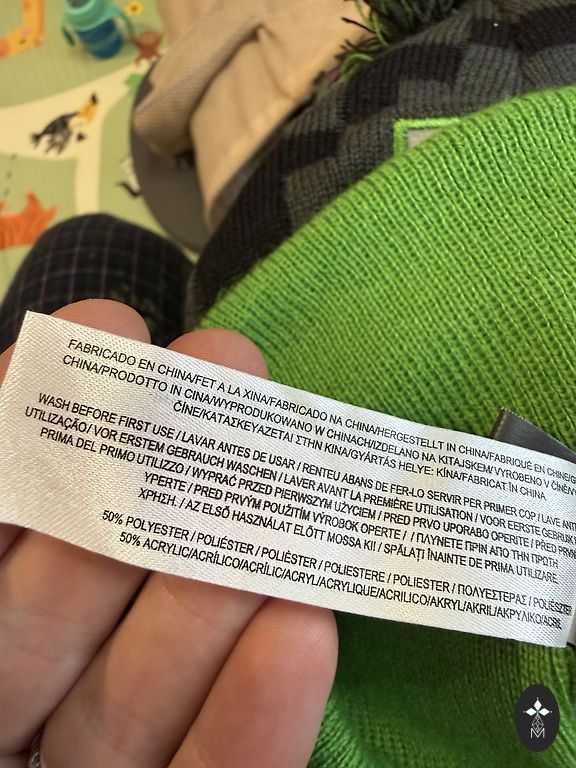 FABRICADO EN CHINA/FET A LA XINA/FABRICADO NA CHINA/HERGESTELLT IN CHINA/FABRIQUÉ EN CHINE/
CHINA/PRODOTTO IN CINA/WYPRODUKOWANO W CHINACH/IZDELANO NA KITAJSKEM/VYROBENO V ČÍNĚ/
ČÍNE/ΚΑΤΑΣΚΕΥΑΖΕΤΑΙ ΣΤΗΝ ΚΙΝΑ/GYÁRTÁS HELYE: KÍNA/FABRICAT ÎN CHINA
WASH BEFORE FIRST USE / LAVAR ANTES DE USAR / RENTEU ABANS DE FER-LO SERVIR PER PRIMER COP / LAVE ANTES
UTILIZAÇÃO / VOR ERSTEM GEBRAUCH WASCHEN / LAVER AVANT LA PREMIÈRE UTILISATION / VOOR EERSTE GEBRUIK
PRIMA DEL PRIMO UTILIZZO / WYPRAĆ PRZED PIERWSZYM UŻYCIEM / PRED PRVO UPORABO OPERITE / PŘED PRVNÍM
YPERTE / PRED PRVÝM POUŽITÍM VÝROBOK OPERTE / / ΠΛΥΝΕΤΕ ΠΡΙΝ ΑΠΟ ΤΗΝ ΠΡΩΤΗ
ΧΡΗΣΗ. / AZ ELSŐ HASZNÁLAT ELŐTT MOSSA KI! / SPĂLAȚI ÎNAINTE DE PRIMA UTILIZARE.
50% POLYESTER / POLIÉSTER / POLIÈSTER / POLIESTERE / POLIESTER / ΠΟΛΥΕΣΤΕΡΑΣ / POLIÉSZTER
50% ACRYLIC/ACRÍLICO/ACRÍLIC/ACRYL/ACRYLIQUE/ACRILICO/AKRYL/AKRIL/ΑΚΡΥΛΙΚΟ/ACRIL